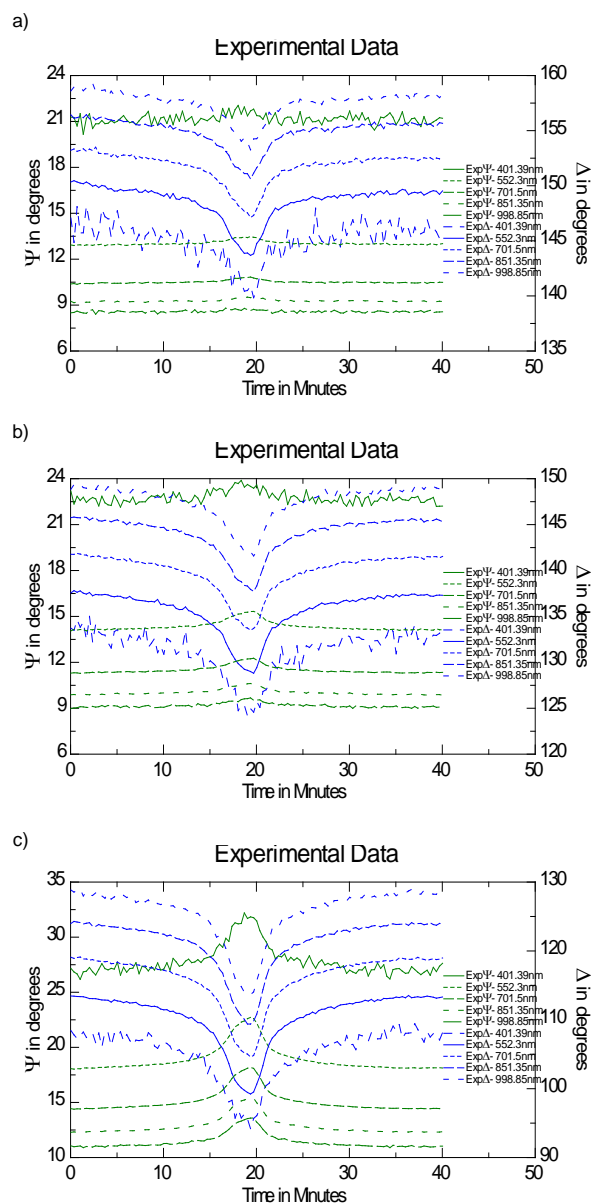 a)
Experimental Data
24
21
18
15
12
9
6
Ψ in degrees
0 10 20 30 40 50
Time in Mnutes
160
155
150
145
140
135
Δ in degrees
ExpΨ- 401.39nm
ExpΨ- 552.3nm
ExpΨ- 701.5nm
ExpΨ- 851.35nm
ExpΨ- 998.85nm
ExpΔ- 401.39nm
ExpΔ- 552.3nm
ExpΔ- 701.5nm
ExpΔ- 851.35nm
ExpΔ- 998.85nm
b)
Experimental Data
24
21
18
15
12
9
6
Ψ in degrees
0 10 20 30 40 50
Time in Mnutes
150
145
140
135
130
125
120
Δ in degrees
ExpΨ- 401.39nm
ExpΨ- 552.3nm
ExpΨ- 701.5nm
ExpΨ- 851.35nm
ExpΨ- 998.85nm
ExpΔ- 401.39nm
ExpΔ- 552.3nm
ExpΔ- 701.5nm
ExpΔ- 851.35nm
ExpΔ- 998.85nm
c)
Experimental Data
35
30
25
20
15
10
Ψ in degrees
0 10 20 30 40 50
Time in Mnutes
130
120
110
100
90
Δ in degrees
ExpΨ- 401.39nm
ExpΨ- 552.3nm
ExpΨ- 701.5nm
ExpΨ- 851.35nm
ExpΨ- 998.85nm
ExpΔ- 401.39nm
ExpΔ- 552.3nm
ExpΔ- 701.5nm
ExpΔ- 851.35nm
ExpΔ- 998.85nm